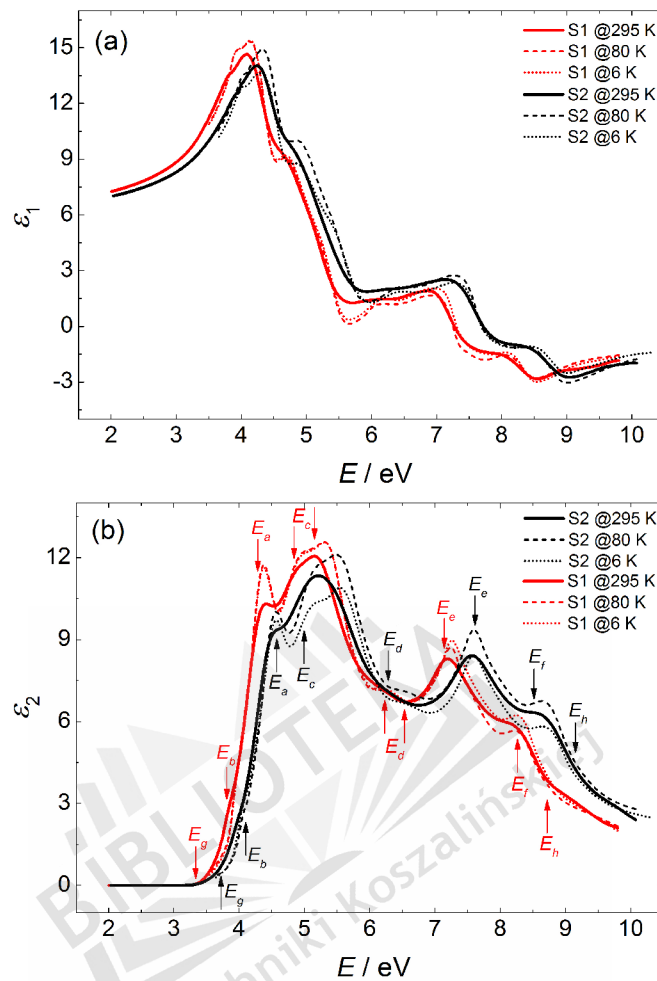 (a)
S1 @295 K
S1 @80 K
S1 @6 K
S2 @295 K
S2 @80 K
S2 @6 K
15
12
9
6
3
0
-3
ε1
2 3 4 5 6 7 8 9 10
E / eV
(b)
S2 @295 K
S2 @80 K
S2 @6 K
S1 @295 K
S1 @80 K
S1 @6 K
12
9
6
3
0
ε2
Ea
Ec
Ee
Ee
Ed
Ef
Eh
Ea
Ec
Ed
Eb
Ef
Eh
Eg
Eb
Eg
2 3 4 5 6 7 8 9 10
E / eV
BIBLIOTEKA
Koszalińskiej